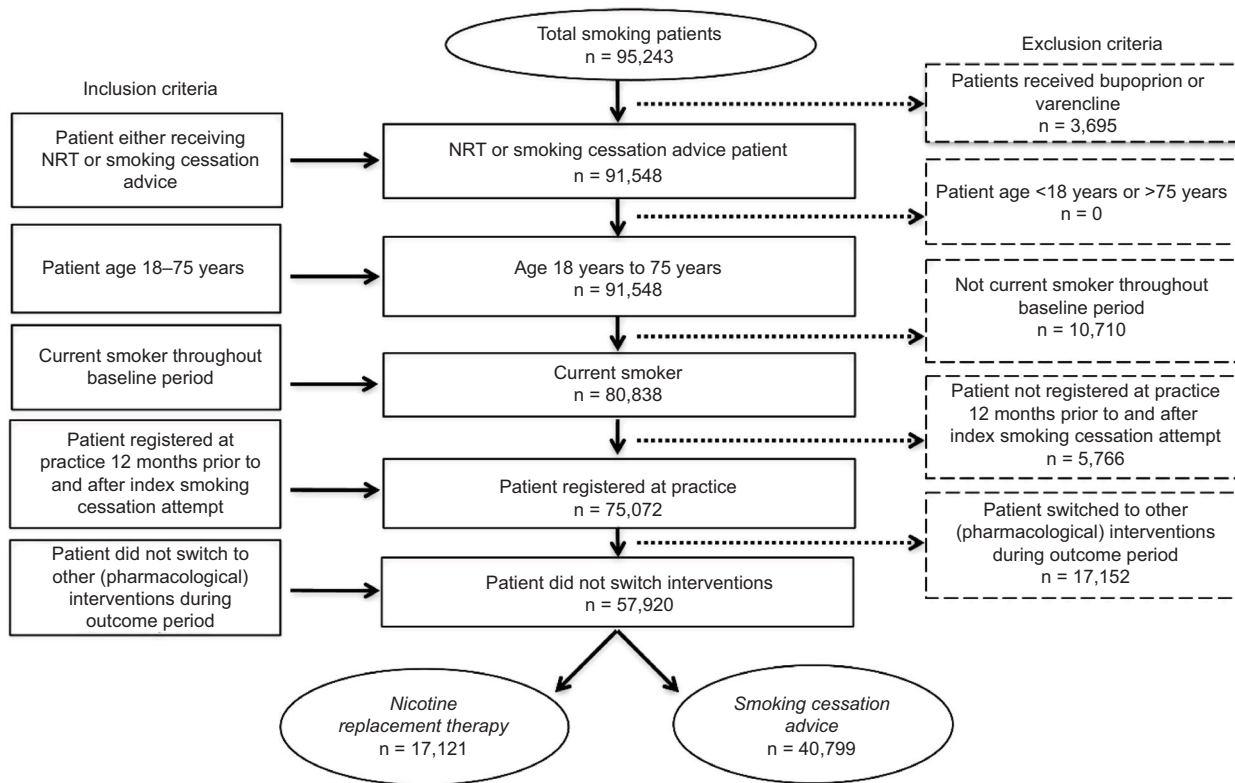 Total smoking patients
n = 95,243
Exclusion criteria
Patients received bupoprion or
varencline
n = 3,695
Inclusion criteria
Patient either receiving
NRT or smoking cessation
advice
NRT or smoking cessation advice patient
n = 91,548
Patient age <18 years or >75 years
n = 0
Patient age 18–75 years
Age 18 years to 75 years
n = 91,548
Not current smoker throughout
baseline period
n = 10,710
Current smoker throughout
baseline period
Current smoker
n = 80,838
Patient not registered at practice
12 months prior to and after
index smoking cessation attempt
n = 5,766
Patient registered at
practice 12 months prior to
and after index smoking
cessation attempt
Patient registered at practice
n = 75,072
Patient switched to other
(pharmacological) interventions
during outcome period
n = 17,152
Patient did not switch to
other (pharmacological)
interventions during
outcome period
Patient did not switch interventions
n = 57,920
Nicotine
replacement therapy
n = 17,121
Smoking cessation
advice
n = 40,799